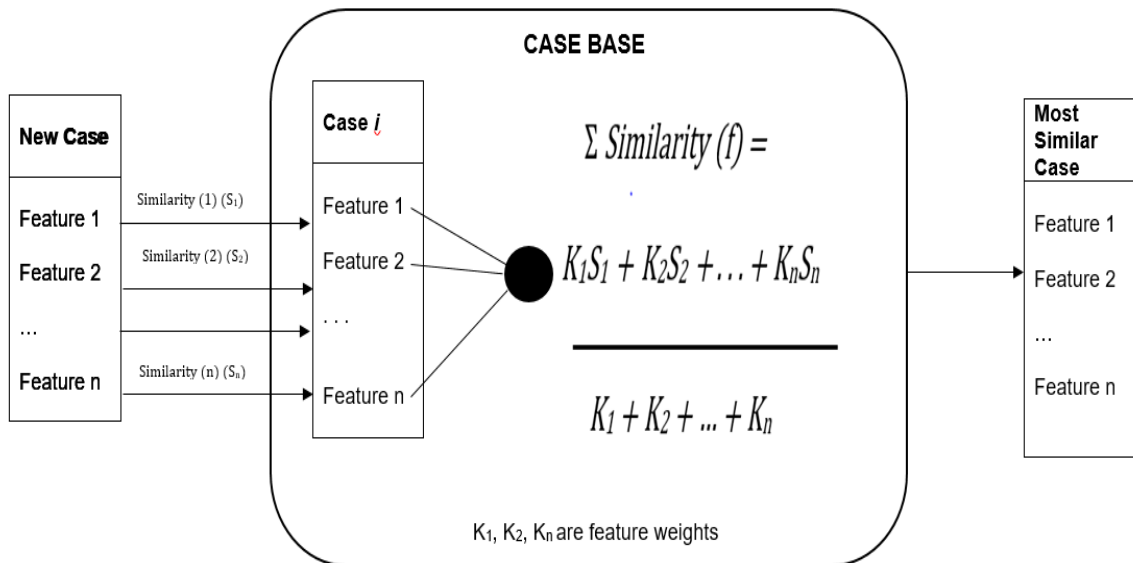 CASE BASE
New Case
Feature 1
Feature 2
...
Feature n
Similarity (1) (S₁)
Similarity (2) (S₂)
Similarity (n) (Sₙ)
Case i
Feature 1
Feature 2
. . .
Feature n
Σ Similarity (f) =
K₁S₁ + K₂S₂ +. . . + KₙSₙ
K₁ + K₂ + ... + Kₙ
K₁, K₂, Kₙ are feature weights
Most
Similar
Case
Feature 1
Feature 2
...
Feature n